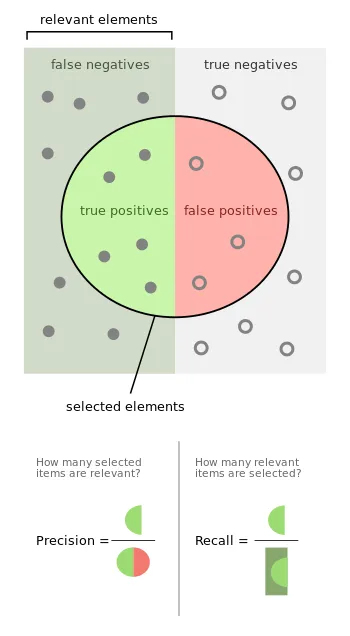 relevant elements
false negatives
true negatives
true positives
false positives
selected elements
How many selected
items are relevant?
How many relevant
items are selected?
Precision =
Recall =